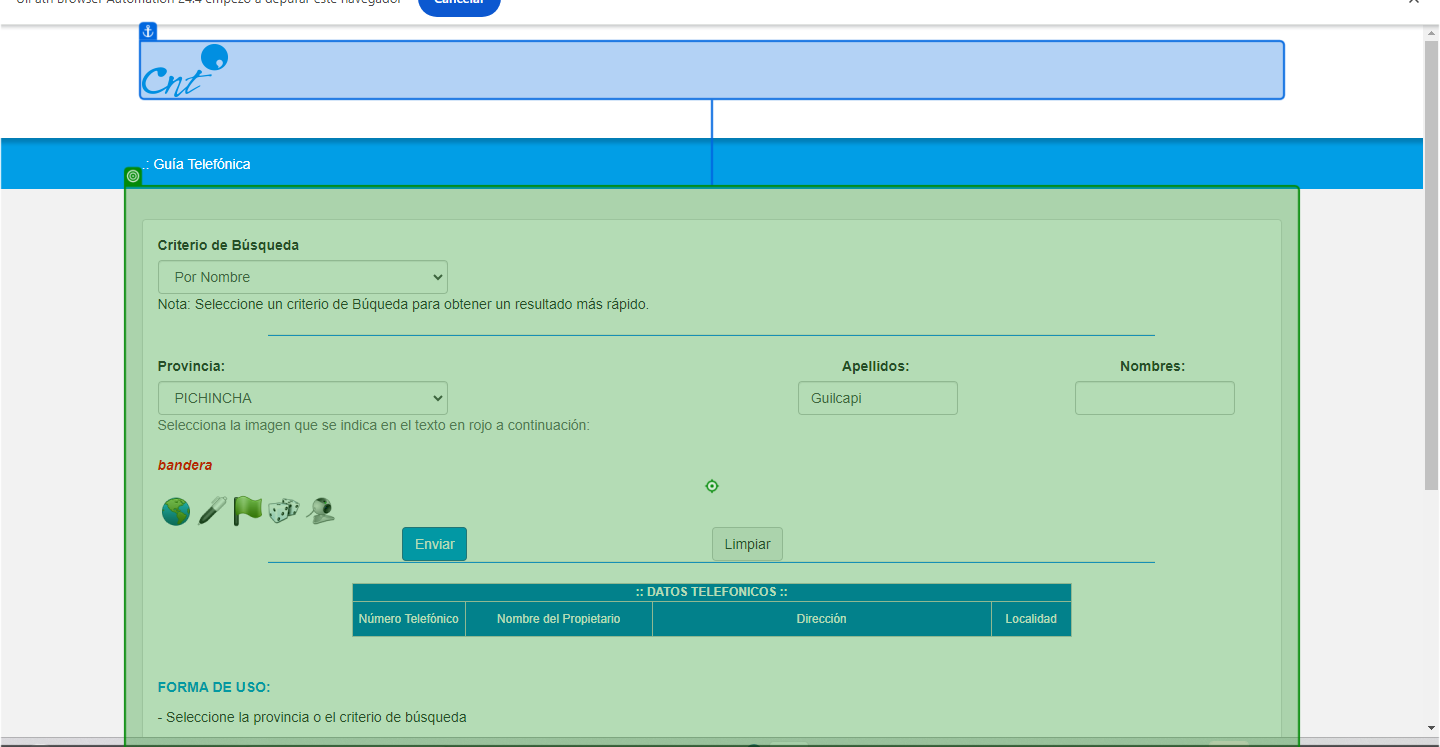 UiPath Browser Automation 24.4 empezó a depurar este navegador Cancelar
Cnt
.: Guía Telefónica
Criterio de Búsqueda
Por Nombre
Nota: Seleccione un criterio de Búqueda para obtener un resultado más rápido.
Provincia: Apellidos: Nombres:
PICHINCHA Guilcapi
Selecciona la imagen que se indica en el texto en rojo a continuación:
bandera
Enviar Limpiar
:: DATOS TELEFONICOS ::
Número Telefónico Nombre del Propietario Dirección Localidad
FORMA DE USO:
- Seleccione la provincia o el criterio de búsqueda